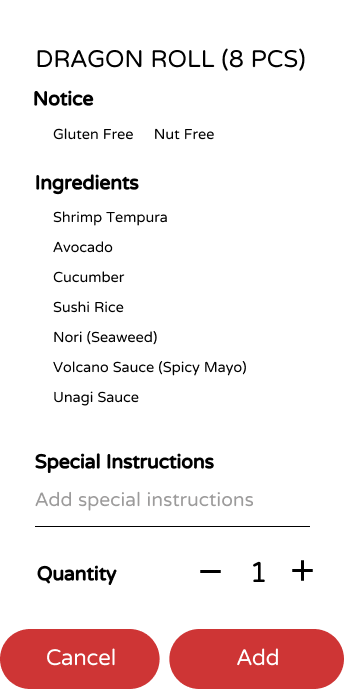 DRAGON ROLL (8 PCS)
Notice
Gluten Free Nut Free
Ingredients
Shrimp Tempura
Avocado
Cucumber
Sushi Rice
Nori (Seaweed)
Volcano Sauce (Spicy Mayo)
Unagi Sauce
Special Instructions
Add special instructions
Quantity − 1 +
Cancel Add